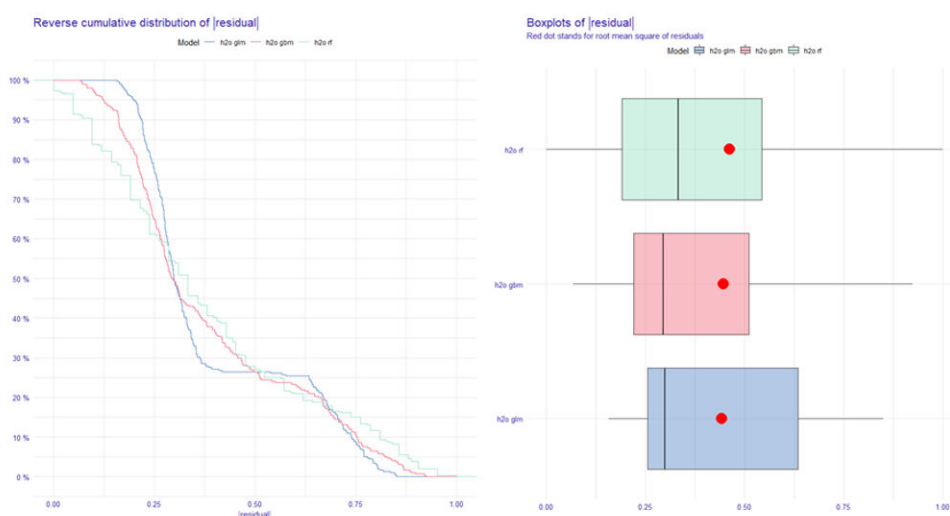 Reverse cumulative distribution of |residual|
Model h2o glm h2o gbm h2o rf
100 %
90 %
80 %
70 %
60 %
50 %
40 %
30 %
20 %
10 %
0 %
0.00 0.25 0.50 0.75 1.00
|residual|
Boxplots of |residual|
Red dot stands for root mean square of residuals
Model h2o glm h2o gbm h2o rf
h2o rf
h2o gbm
h2o glm
0.00 0.25 0.50 0.75 1.00